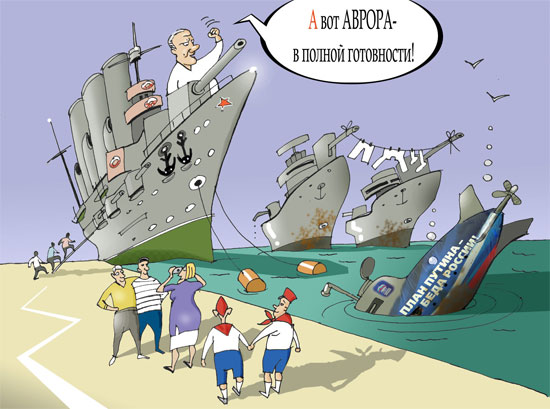 А вот АВРОРА-
в полной готовности!
ПЛАН ПУТИНА-
БЕДА РОССИИ!